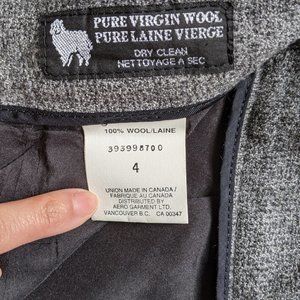 PURE VIRGIN WOOL
PURE LAINE VIERGE
DRY CLEAN
NETTOYAGE A SEC
100% WOOL/LAINE
393998700
4
UNION MADE IN CANADA/
FABRIQUE AU CANADA
DISTRIBUTED BY
AERO GARMENT LTD.
VANCOUVER B.C. CA 00347